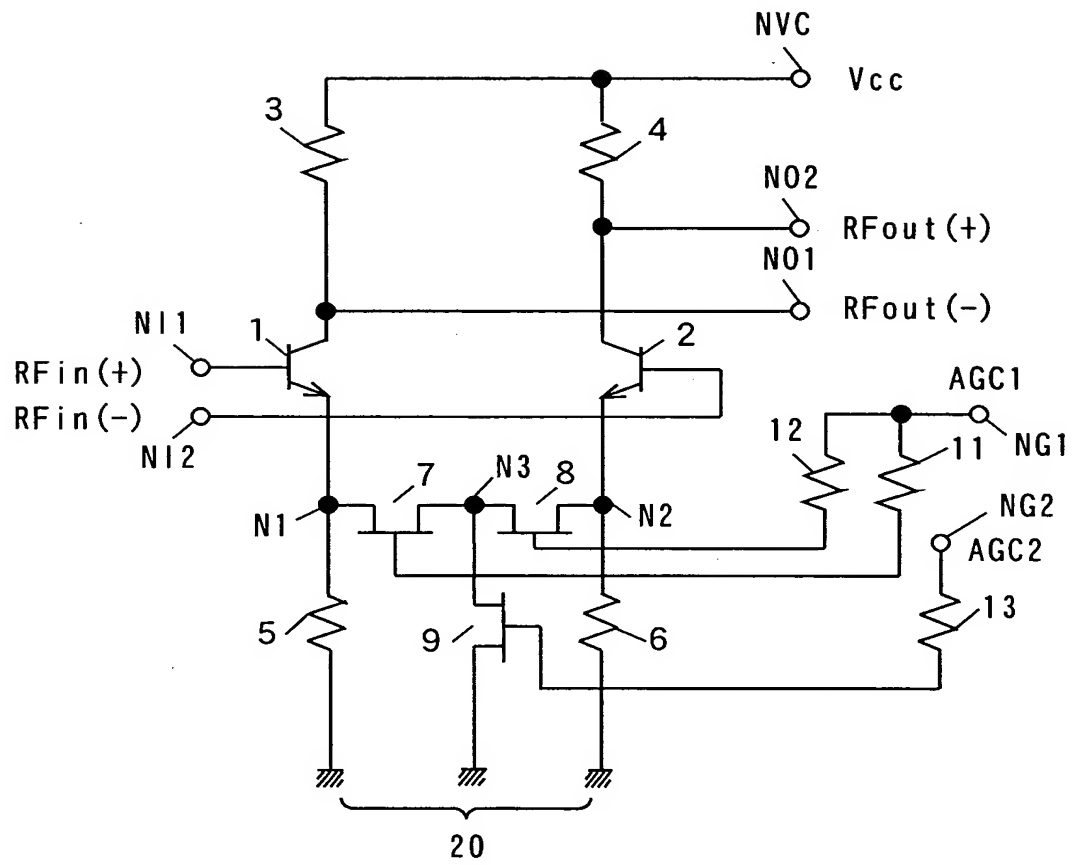 NVC
Vcc
3
4
NO2
RFout(+)
NO1
RFout(-)
1
2
NI1
RFin(+)
RFin(-)
NI2
AGC1
12
11
NG1
7
N3
8
N1
N2
NG2
AGC2
5
9
6
13
20